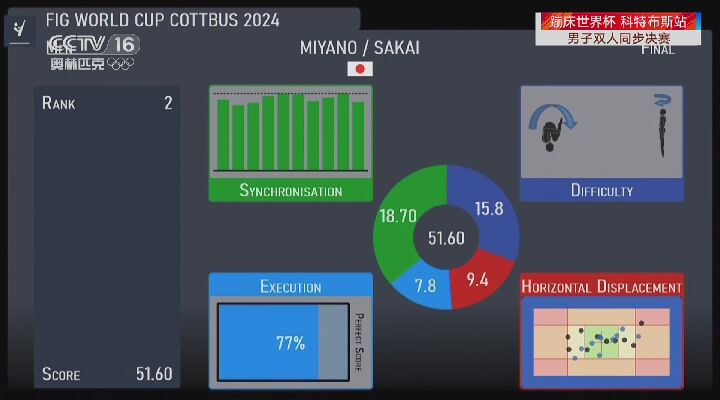 FIG WORLD CUP COTTBUS 2024
蹦床世界杯 科特布斯站
男子双人同步决赛
CCTV 16
奥林匹克
MIYANO / SAKAI
FINAL
RANK 2
SYNCHRONISATION
DIFFICULTY
18.70
15.8
51.60
7.8
9.4
EXECUTION
HORIZONTAL DISPLACEMENT
77%
PERFECT SCORE
SCORE 51.60